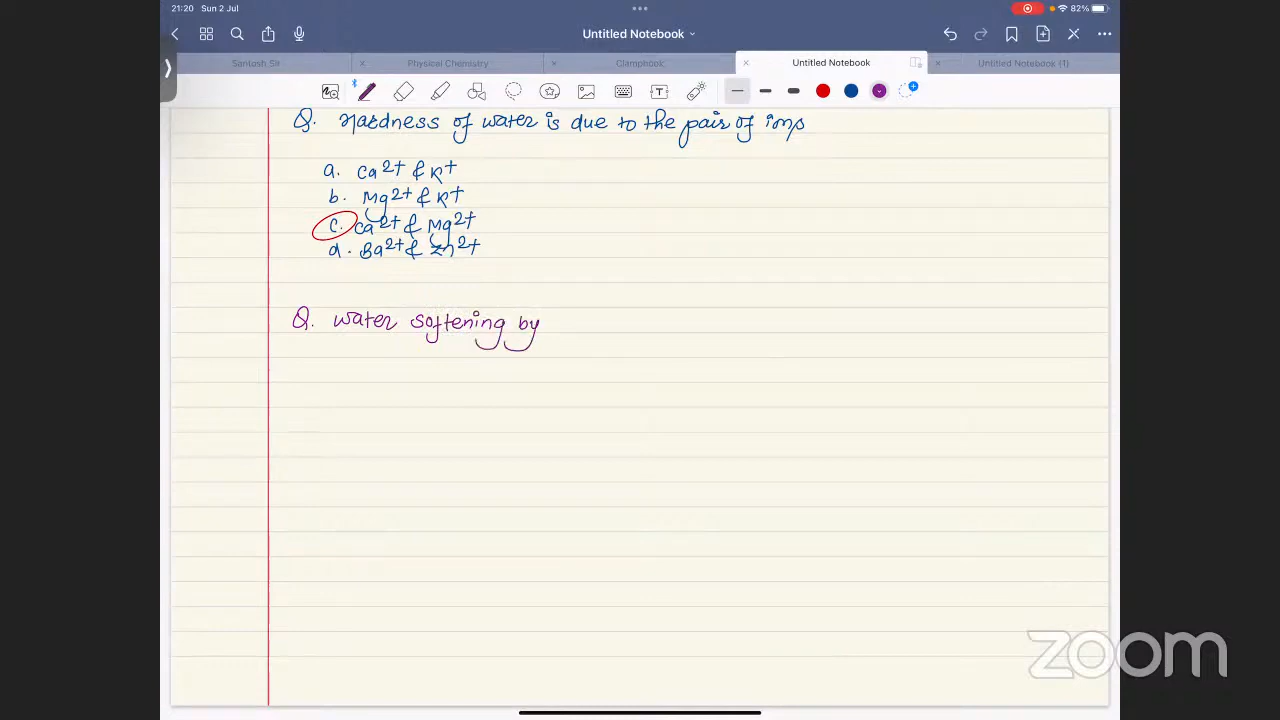 21:20 Sun 2 Jul
82%
Untitled Notebook
Santosh Sir
Physical Chemistry
Clamphook
Untitled Notebook
Untitled Notebook (1)
Q. Hardness of water is due to the pair of ions
a. Ca2+ & K+
b. Mg2+ & K+
c. Ca2+ & Mg2+
d. Ba2+ & Zn2+
Q. water softening by
zoom